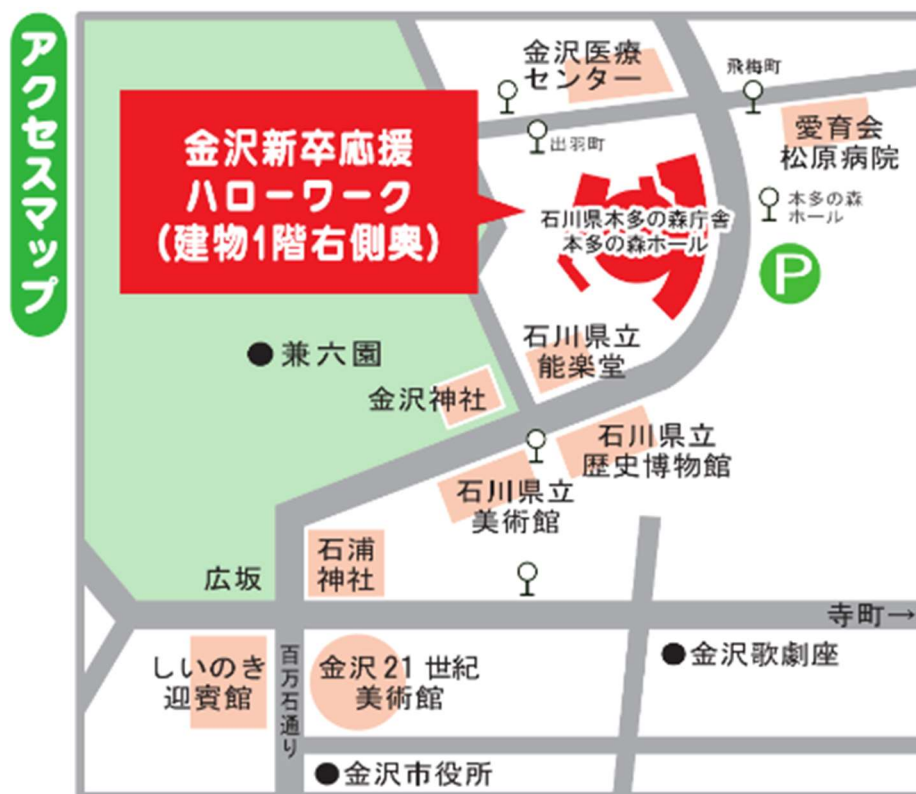 アクセスマップ
金沢医療
センター
飛梅町
出羽町
愛育会
松原病院
金沢新卒応援
ハローワーク
(建物1階右側奥)
石川県本多の森庁舎
本多の森ホール
本多の森
ホール
P
石川県立
能楽堂
●兼六園
金沢神社
石川県立
歴史博物館
石川県立
美術館
石浦
神社
広坂
寺町→
しいのき
迎賓館
百万石通り
金沢21世紀
美術館
●金沢歌劇座
●金沢市役所